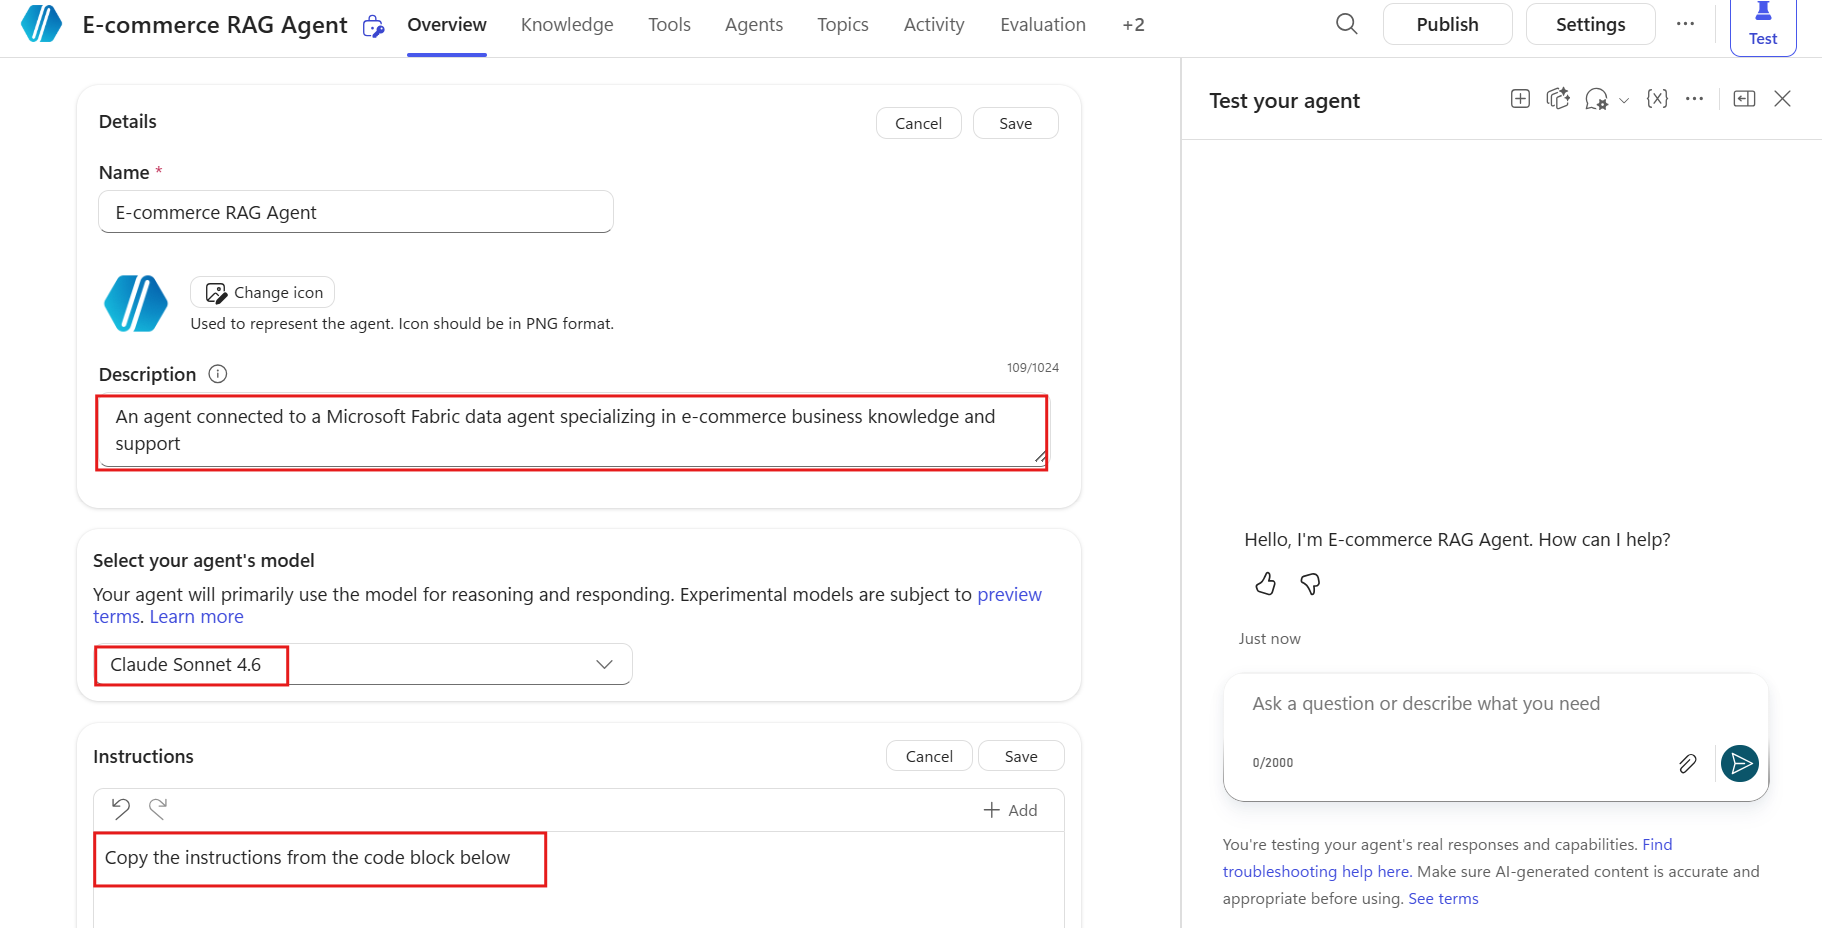 E-commerce RAG Agent
Overview
Knowledge
Tools
Agents
Topics
Activity
Evaluation
+2
Publish
Settings
Test
Details
Cancel
Save
Name *
E-commerce RAG Agent
Change icon
Used to represent the agent. Icon should be in PNG format.
Description
109/1024
An agent connected to a Microsoft Fabric data agent specializing in e-commerce business knowledge and
support
Select your agent's model
Your agent will primarily use the model for reasoning and responding. Experimental models are subject to preview
terms. Learn more
Claude Sonnet 4.6
Instructions
Cancel
Save
Add
Copy the instructions from the code block below
Test your agent
{x}
Hello, I'm E-commerce RAG Agent. How can I help?
Just now
Ask a question or describe what you need
0/2000
You're testing your agent's real responses and capabilities. Find
troubleshooting help here. Make sure AI-generated content is accurate and
appropriate before using. See terms